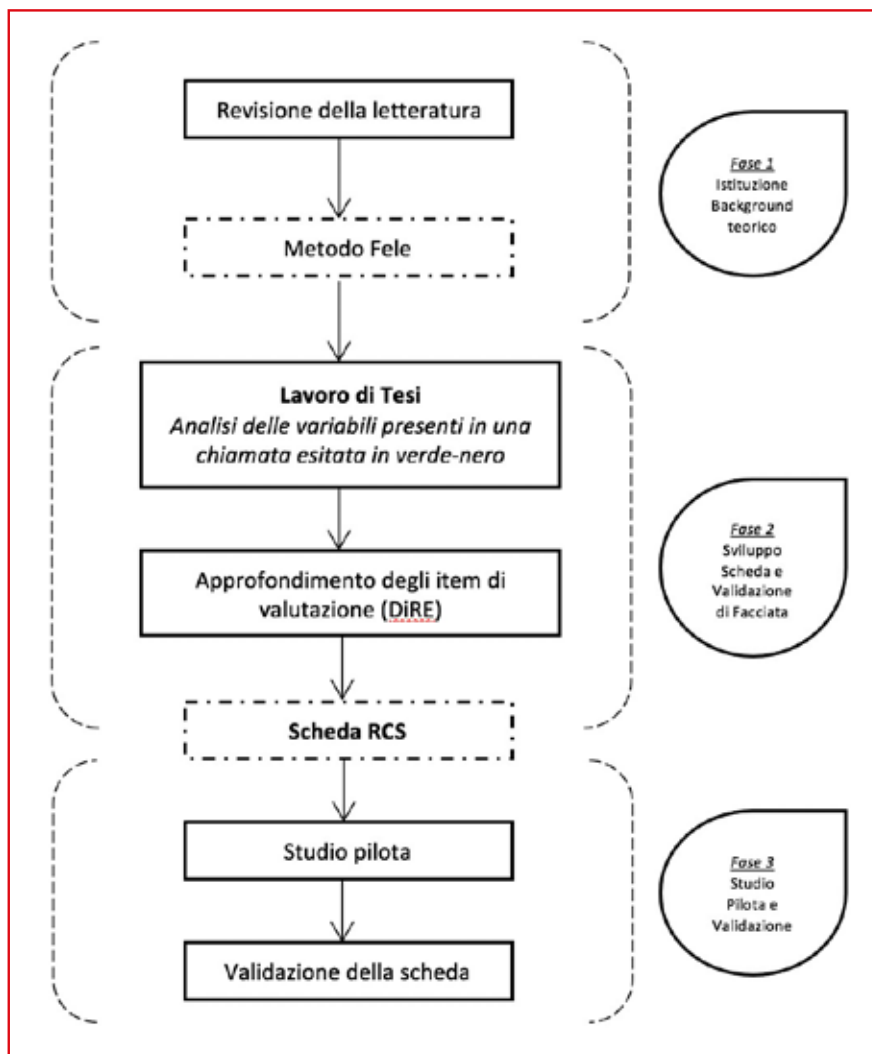 Revisione della letteratura
Metodo Fele
Fase 1
Istituzione
Background
teorico
Lavoro di Tesi
Analisi delle variabili presenti in una
chiamata esitata in verde-nero
Approfondimento degli item di
valutazione (DiRE)
Scheda RCS
Fase 2
Sviluppo
Scheda e
Validazione
di Facciata
Studio pilota
Validazione della scheda
Fase 3
Studio
Pilota e
Validazione